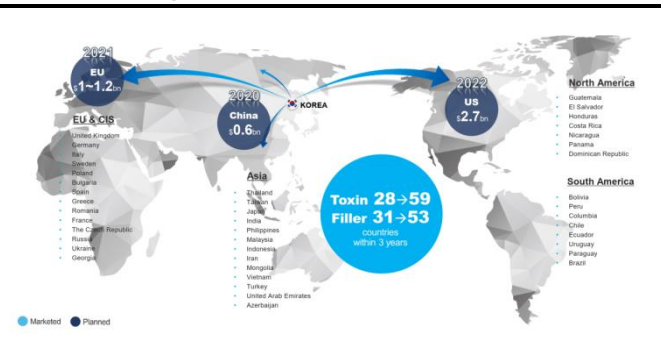 2021
EU
$1~1.2bn
2020
China
$0.6bn
KOREA
2022
US
$2.7bn
EU & CIS
United Kingdom
Germany
Italy
Sweden
Poland
Bulgaria
Spain
Greece
Romania
France
The Czech Republic
Russia
Ukraine
Georgia
Asia
Thailand
Taiwan
Japan
India
Philippines
Malaysia
Indonesia
Iran
Mongolia
Vietnam
Turkey
United Arab Emirates
Azerbaijan
Toxin 28→59
Filler 31→53
countries
within 3 years
North America
Guatemala
El Salvador
Honduras
Costa Rica
Nicaragua
Panama
Dominican Republic
South America
Bolivia
Peru
Columbia
Chile
Ecuador
Uruguay
Paraguay
Brazil
Marketed
Planned